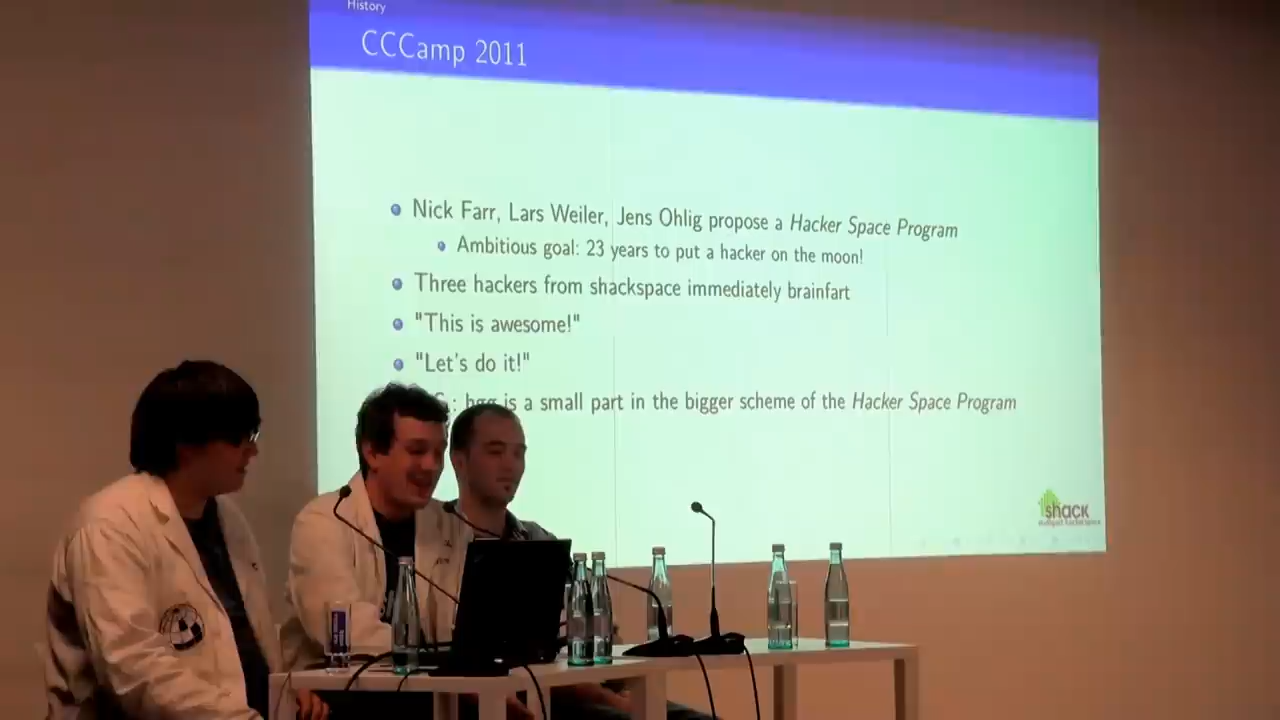 History
CCCamp 2011
Nick Farr, Lars Weiler, Jens Ohlig propose a Hacker Space Program
Ambitious goal: 23 years to put a hacker on the moon!
Three hackers from shackspace immediately brainfart
"This is awesome!"
"Let's do it!"
: hgg is a small part in the bigger scheme of the Hacker Space Program
shack